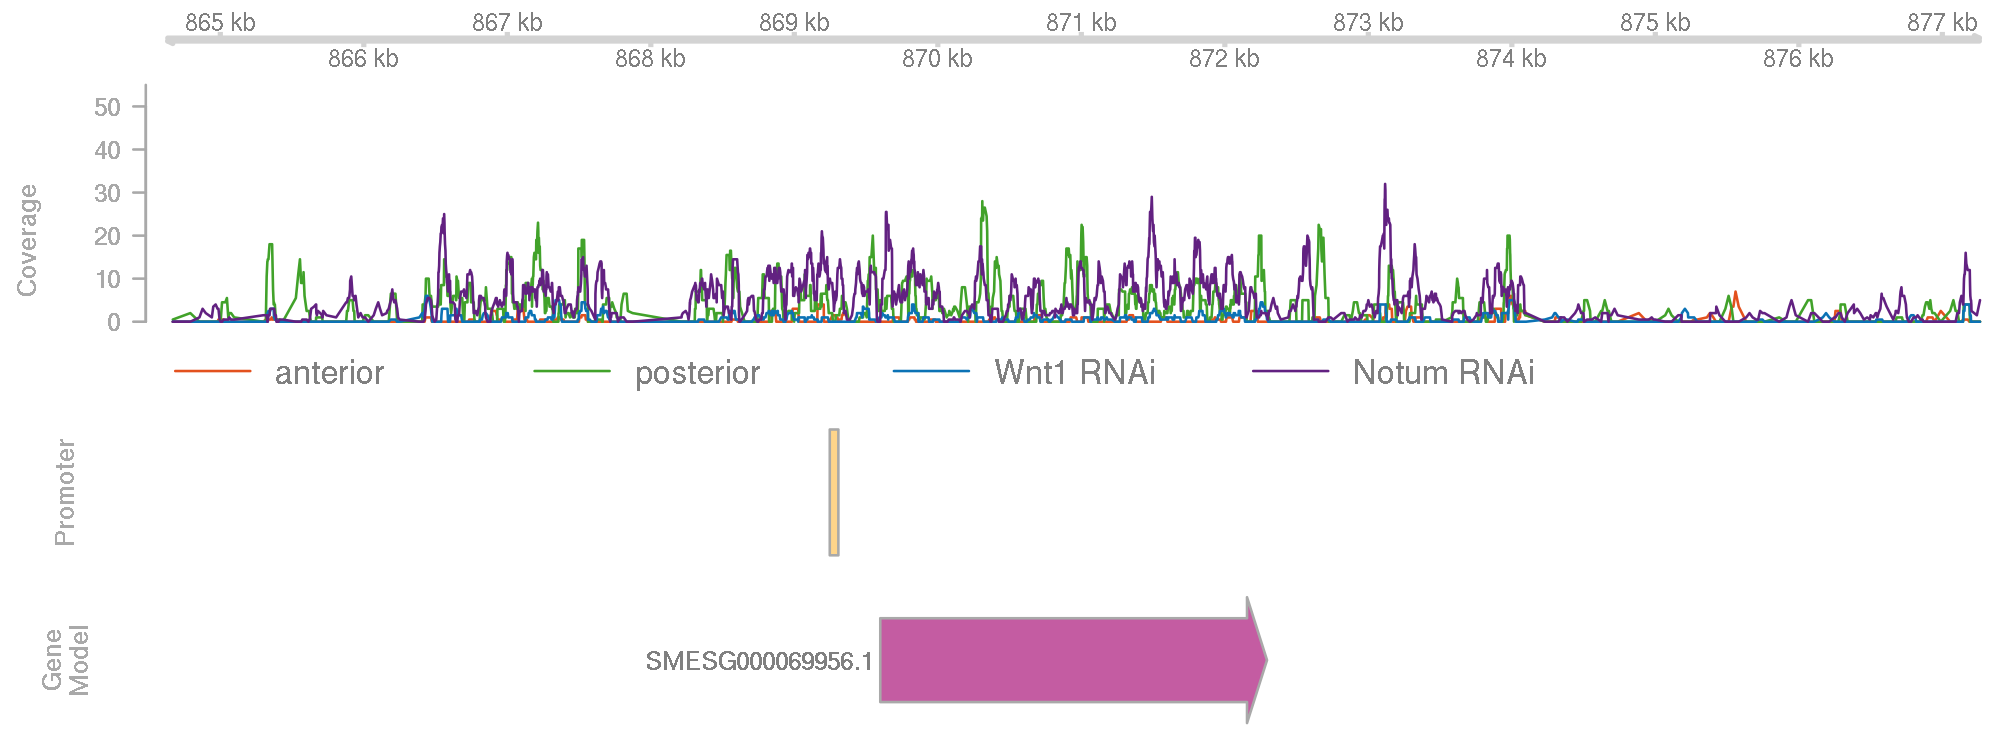 865 kb 867 kb 869 kb 871 kb 873 kb 875 kb 877 kb
866 kb 868 kb 870 kb 872 kb 874 kb 876 kb
50
40
30
20
10
0
Coverage
anterior posterior Wnt1 RNAi Notum RNAi
Promoter
Gene
Model
SMESG000069956.1